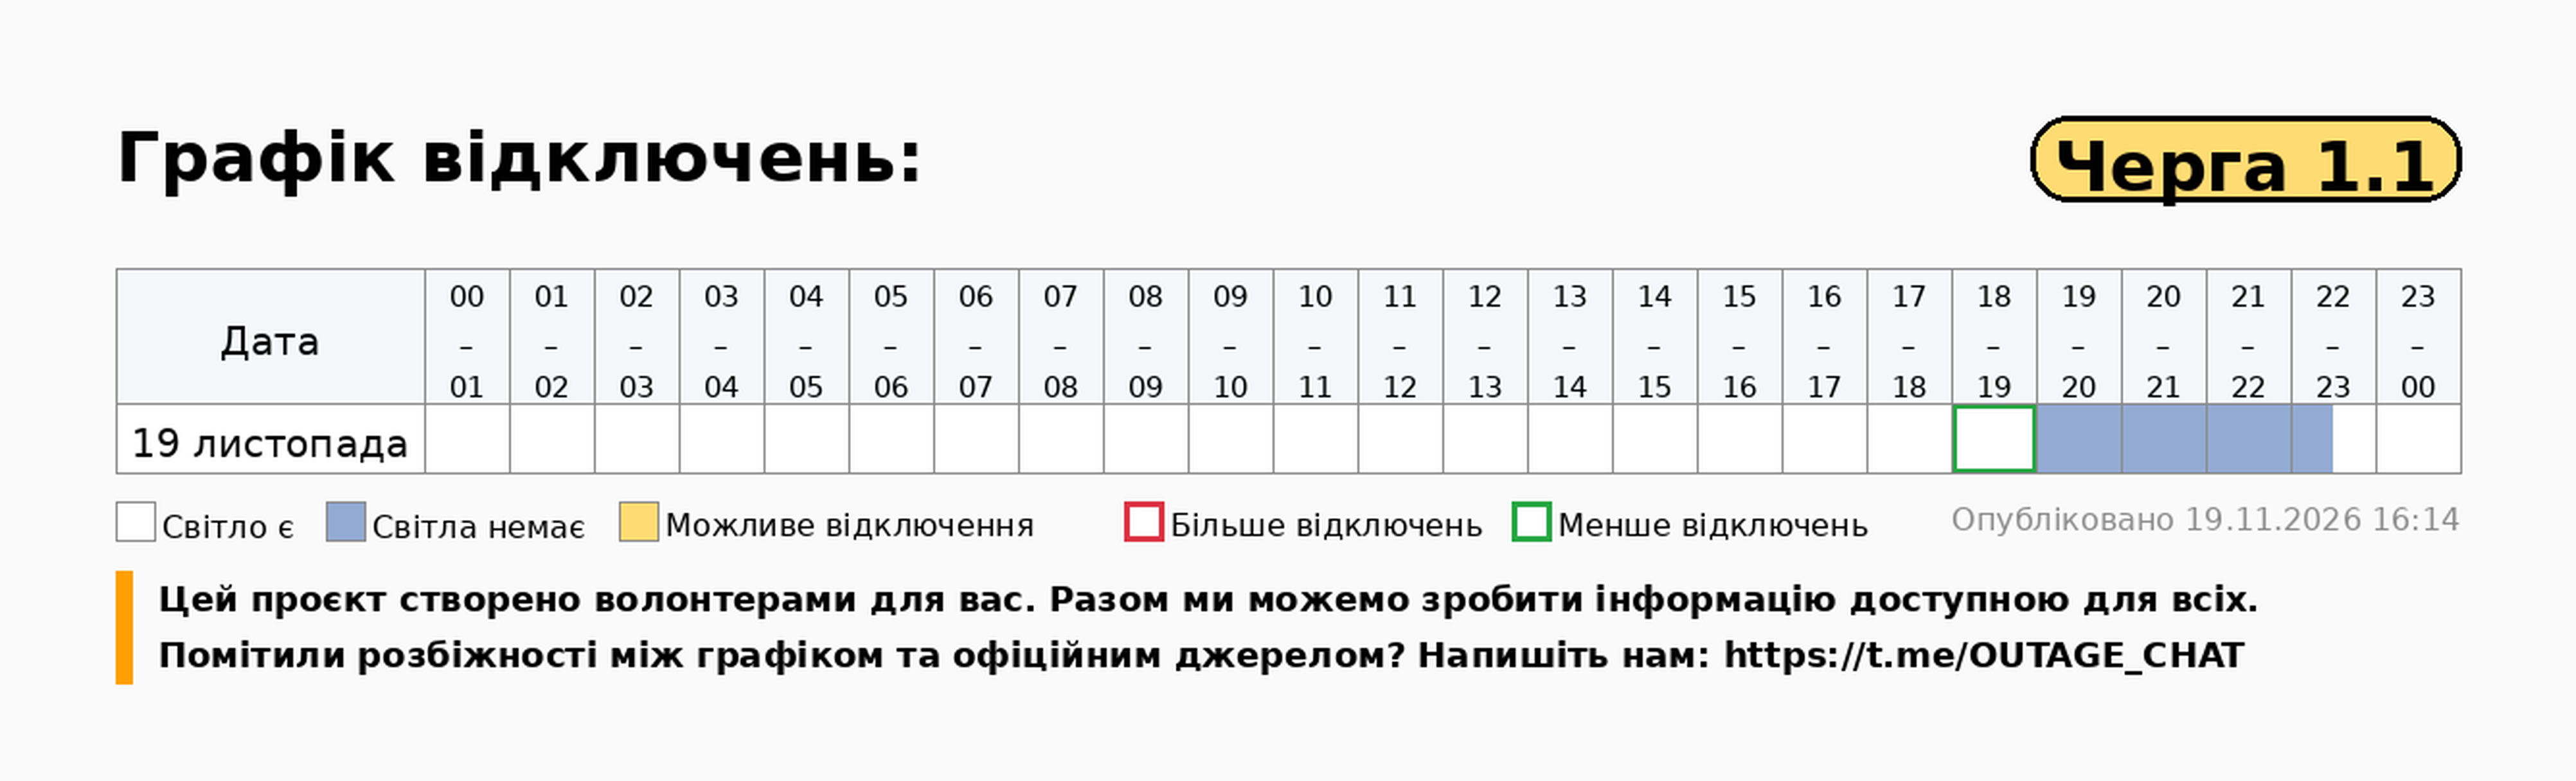 Графік відключень:
Черга 1.1
Дата
00 – 01
01 – 02
02 – 03
03 – 04
04 – 05
05 – 06
06 – 07
07 – 08
08 – 09
09 – 10
10 – 11
11 – 12
12 – 13
13 – 14
14 – 15
15 – 16
16 – 17
17 – 18
18 – 19
19 – 20
20 – 21
21 – 22
22 – 23
23 – 00
19 листопада
Світло є
Світла немає
Можливе відключення
Більше відключень
Менше відключень
Опубліковано 19.11.2026 16:14
Цей проєкт створено волонтерами для вас. Разом ми можемо зробити інформацію доступною для всіх.
Помітили розбіжності між графіком та офіційним джерелом? Напишіть нам: https://t.me/OUTAGE_CHAT